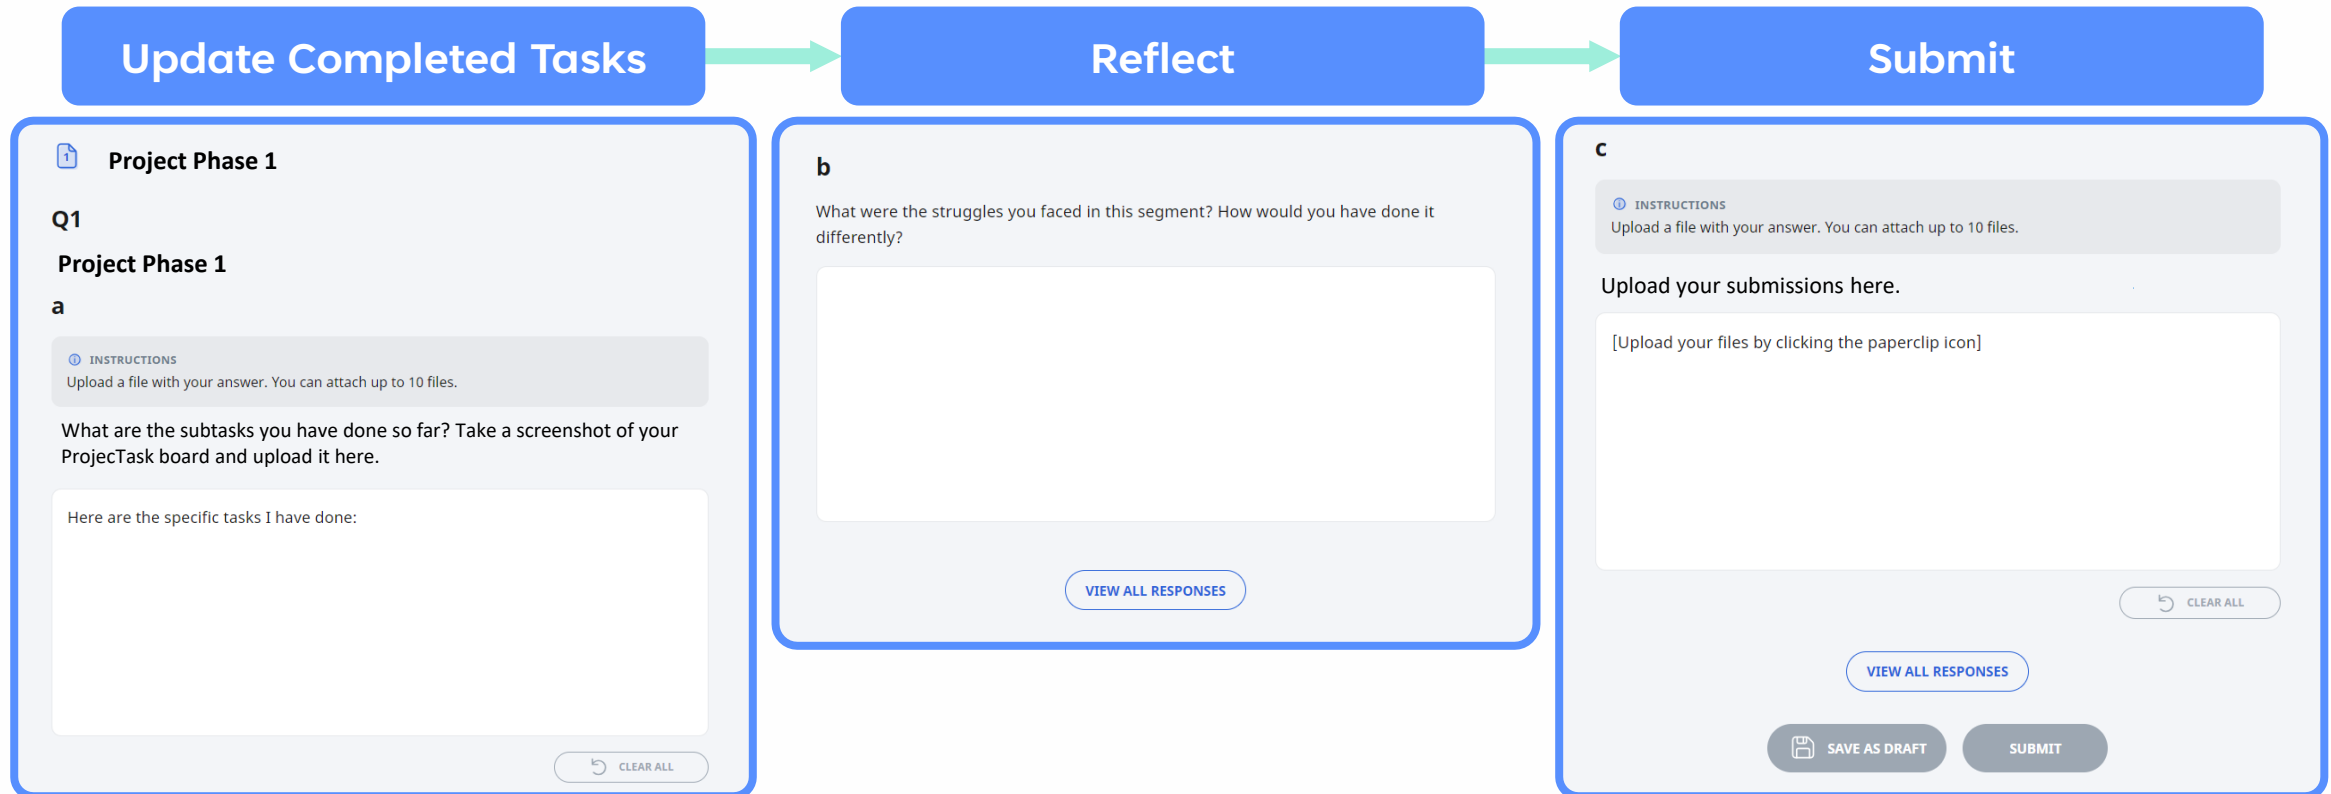 Update Completed Tasks
Reflect
Submit
1
Project Phase 1
Q1
Project Phase 1
a
INSTRUCTIONS
Upload a file with your answer. You can attach up to 10 files.
What are the subtasks you have done so far? Take a screenshot of your
ProjecTask board and upload it here.
Here are the specific tasks I have done:
CLEAR ALL
b
What were the struggles you faced in this segment? How would you have done it
differently?
VIEW ALL RESPONSES
c
INSTRUCTIONS
Upload a file with your answer. You can attach up to 10 files.
Upload your submissions here.
[Upload your files by clicking the paperclip icon]
CLEAR ALL
VIEW ALL RESPONSES
SAVE AS DRAFT
SUBMIT